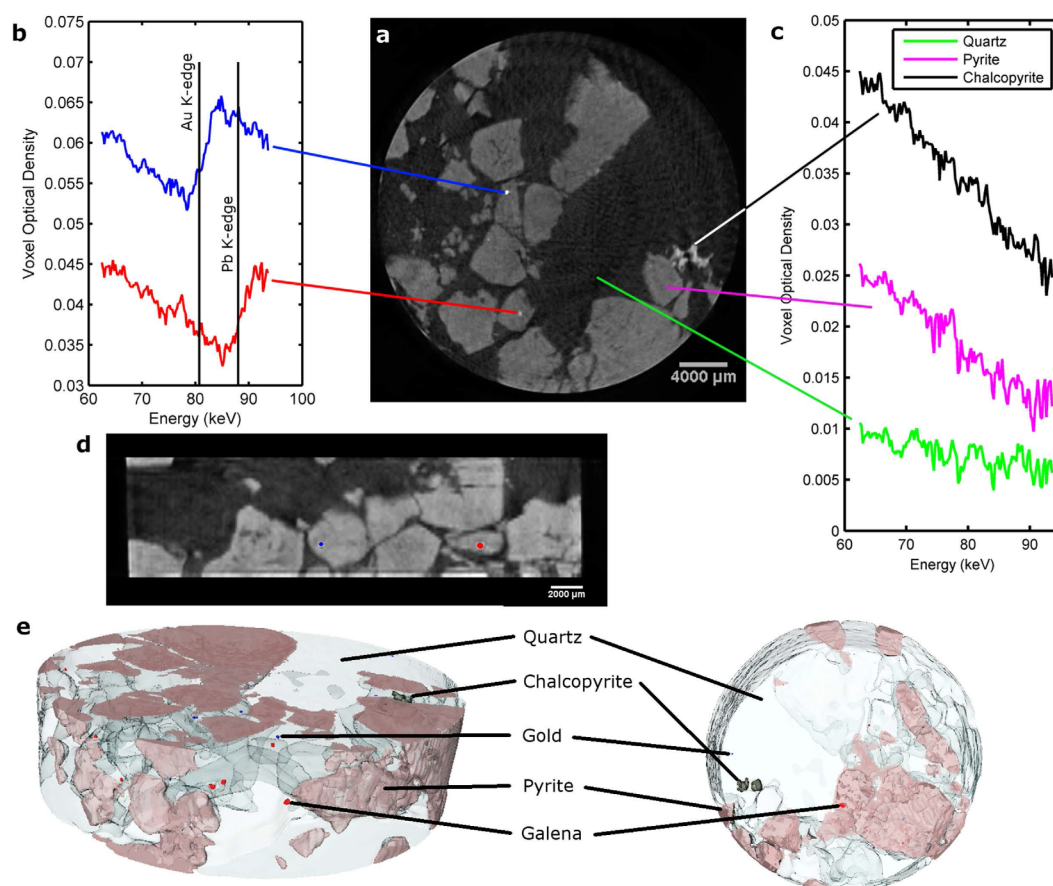 b
0.075
0.07
0.065
0.06
0.055
0.05
0.045
0.04
0.035
0.03
60
70
80
90
100
Voxel Optical Density
Energy (keV)
Au K-edge
Pb K-edge
a
4000 µm
c
0.05
0.045
0.04
0.035
0.03
0.025
0.02
0.015
0.01
0.005
0
60
70
80
90
Voxel Optical Density
Energy (keV)
Quartz
Pyrite
Chalcopyrite
d
2000 µm
e
Quartz
Chalcopyrite
Gold
Pyrite
Galena